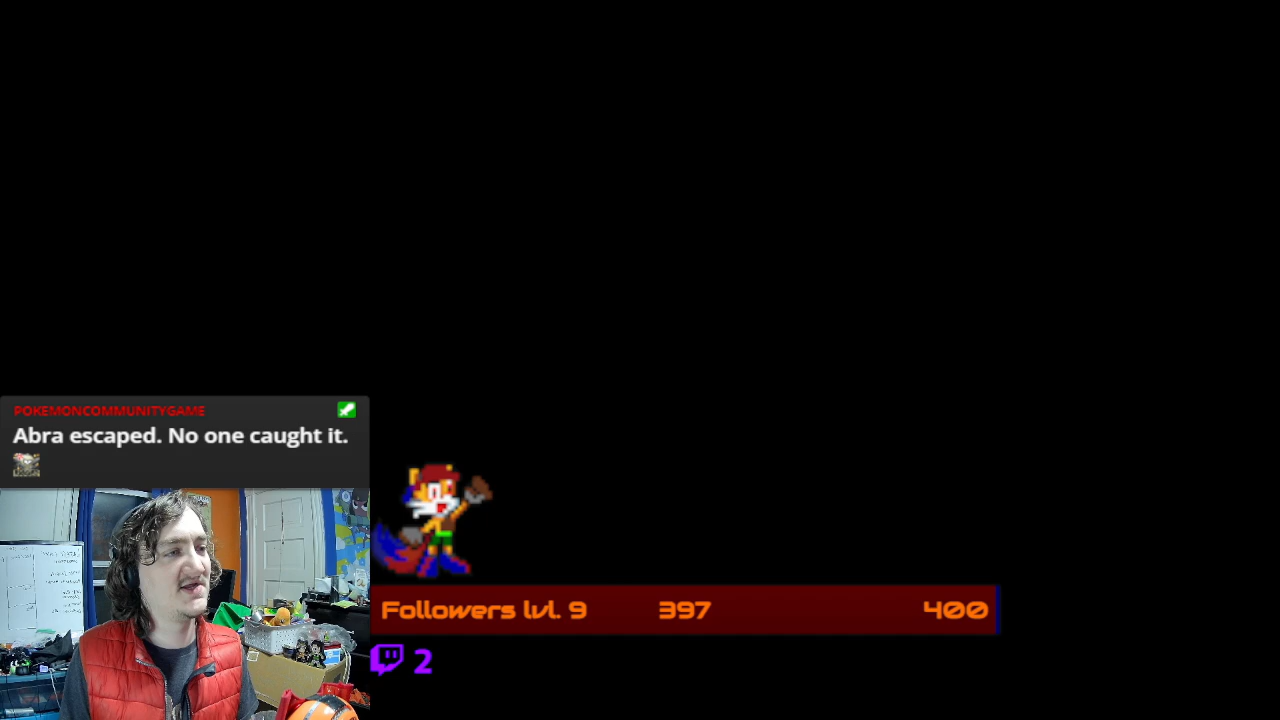 POKEMONCOMMUNITYGAME
Abra escaped. No one caught it.
Followers lvl. 9 397 400
2